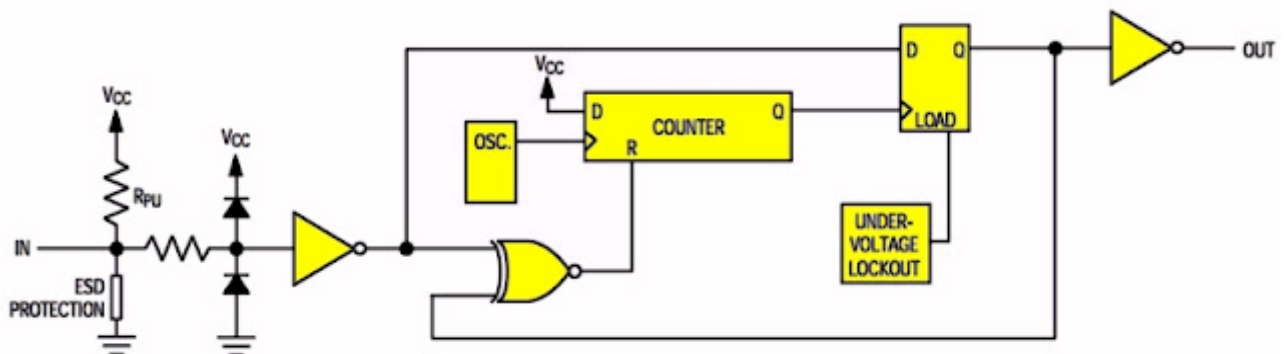 VCC
RPU
IN
ESD
PROTECTION
VCC
OSC.
VCC
D
Q
COUNTER
R
D
Q
LOAD
UNDER-
VOLTAGE
LOCKOUT
OUT